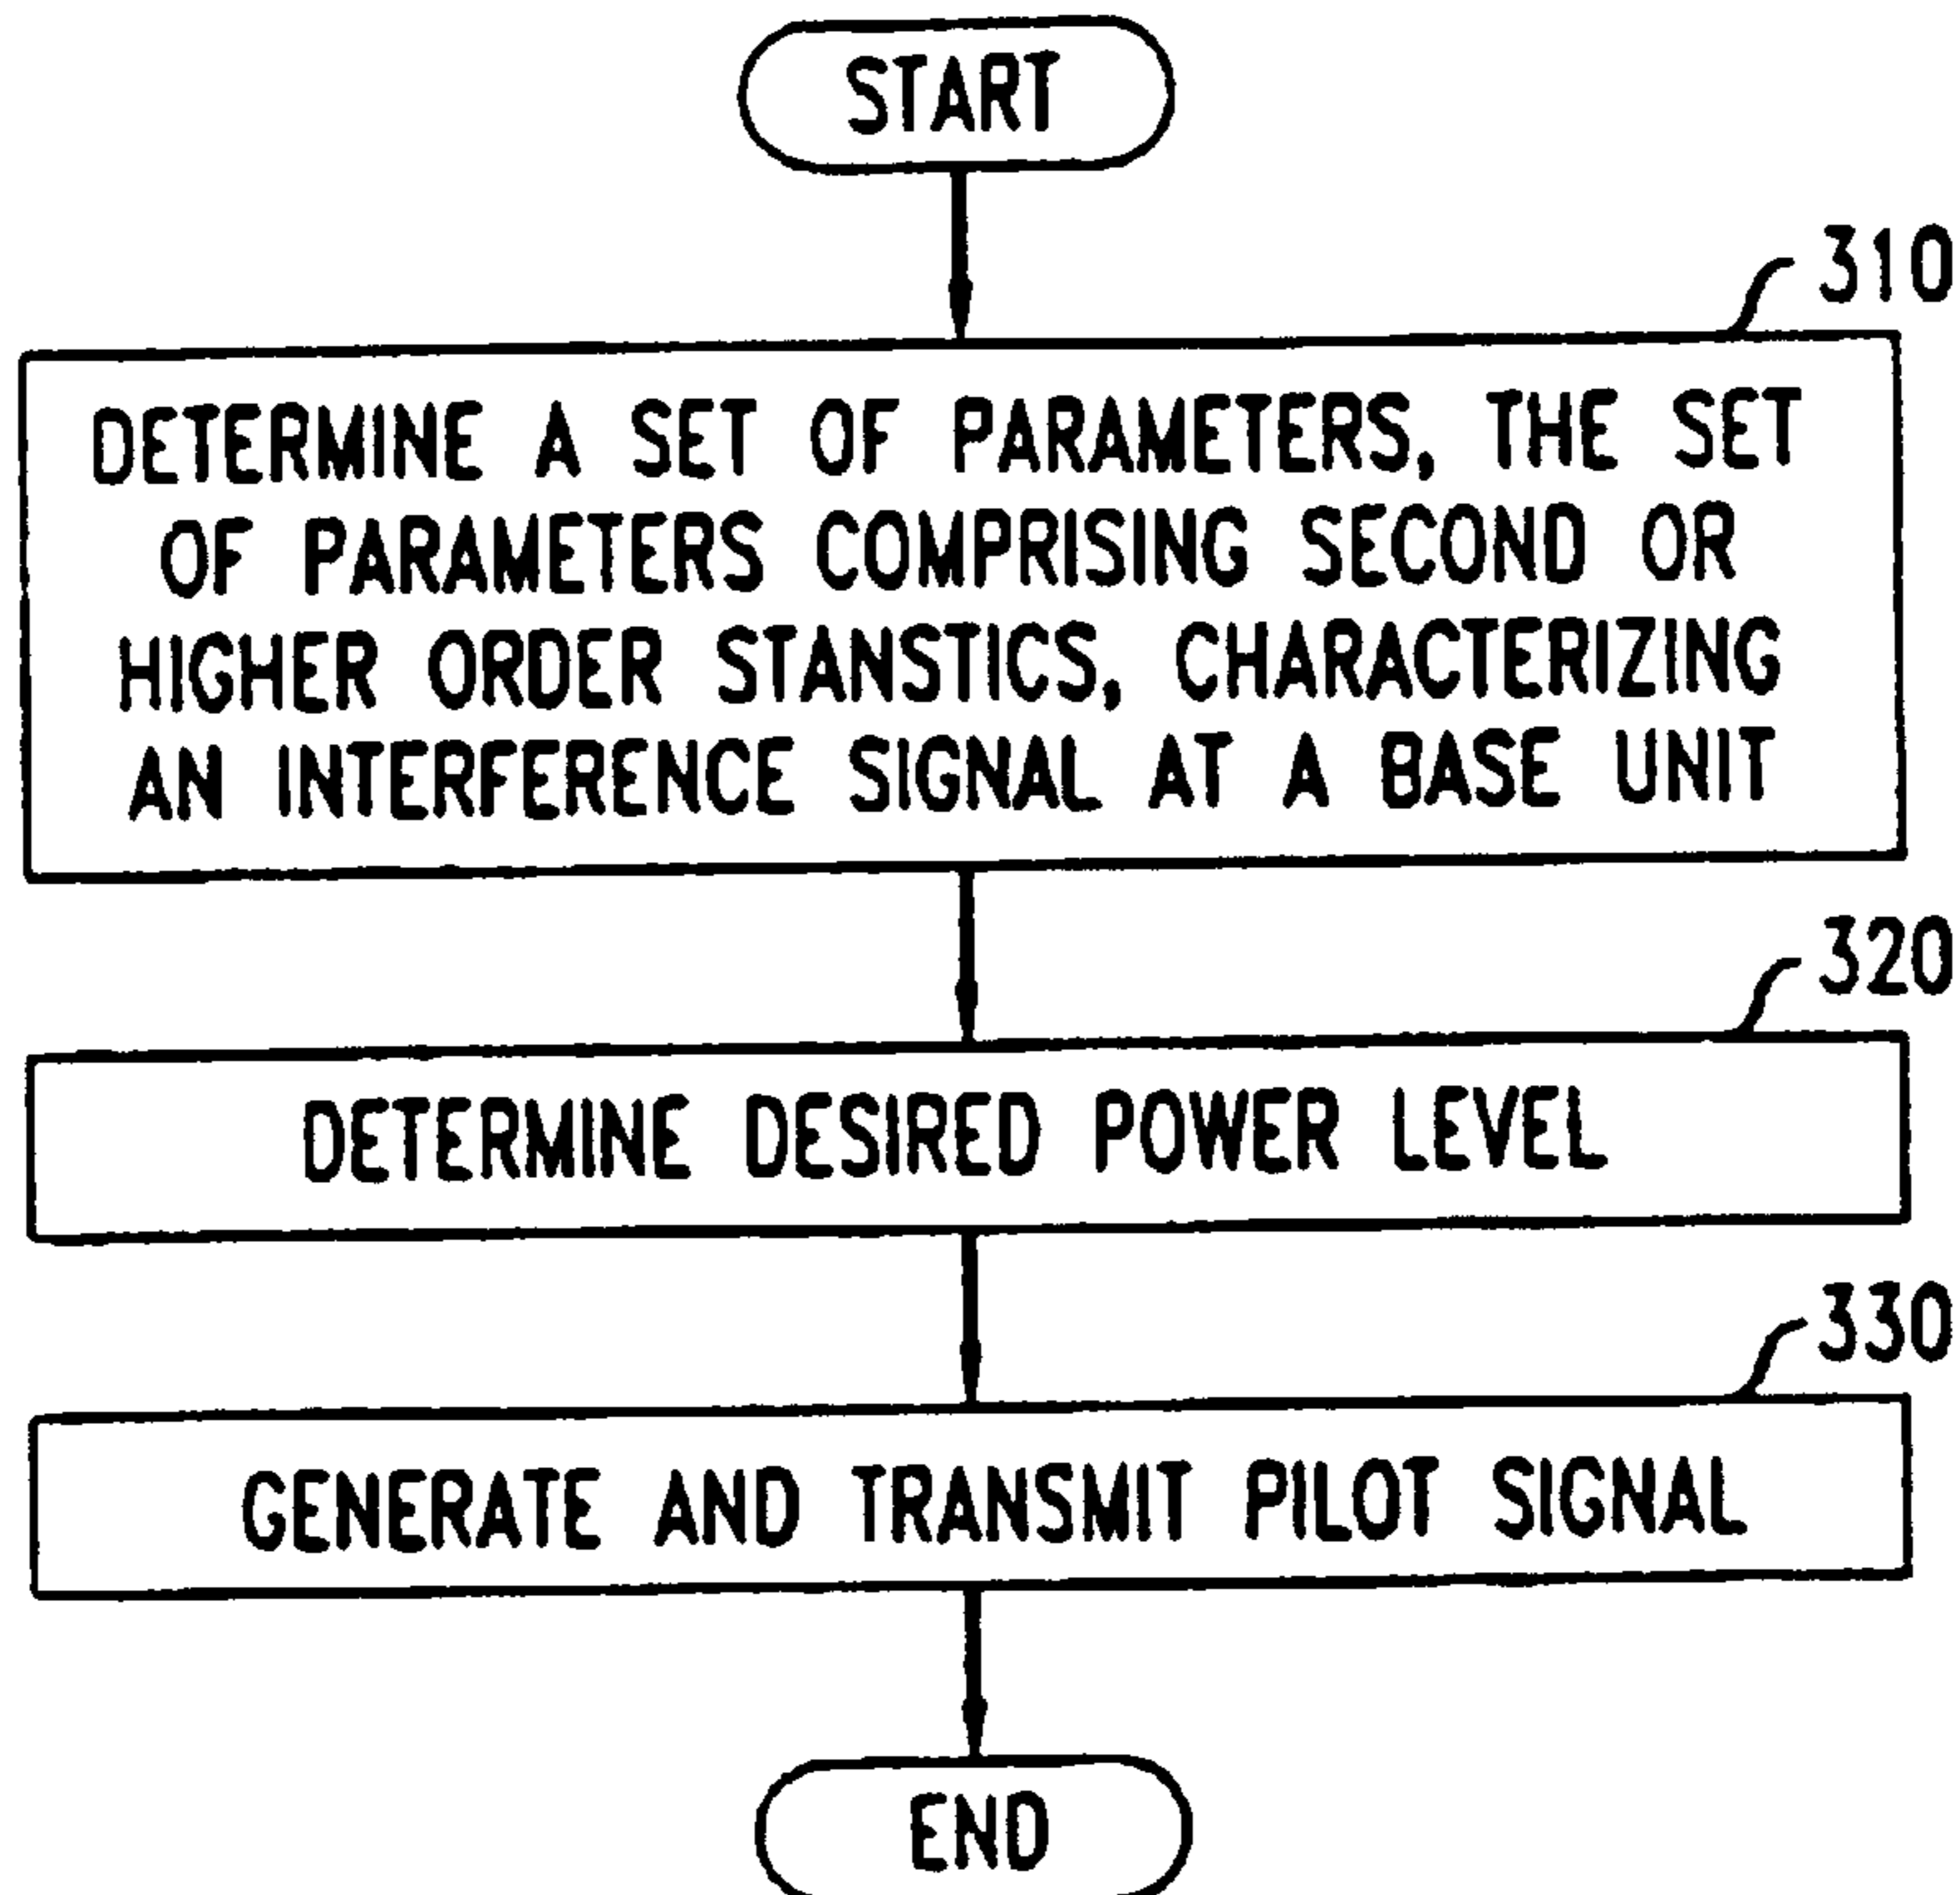 START
310
DETERMINE A SET OF PARAMETERS, THE SET
OF PARAMETERS COMPRISING SECOND OR
HIGHER ORDER STANSTICS, CHARACTERIZING
AN INTERFERENCE SIGNAL AT A BASE UNIT
320
DETERMINE DESIRED POWER LEVEL
330
GENERATE AND TRANSMIT PILOT SIGNAL
END